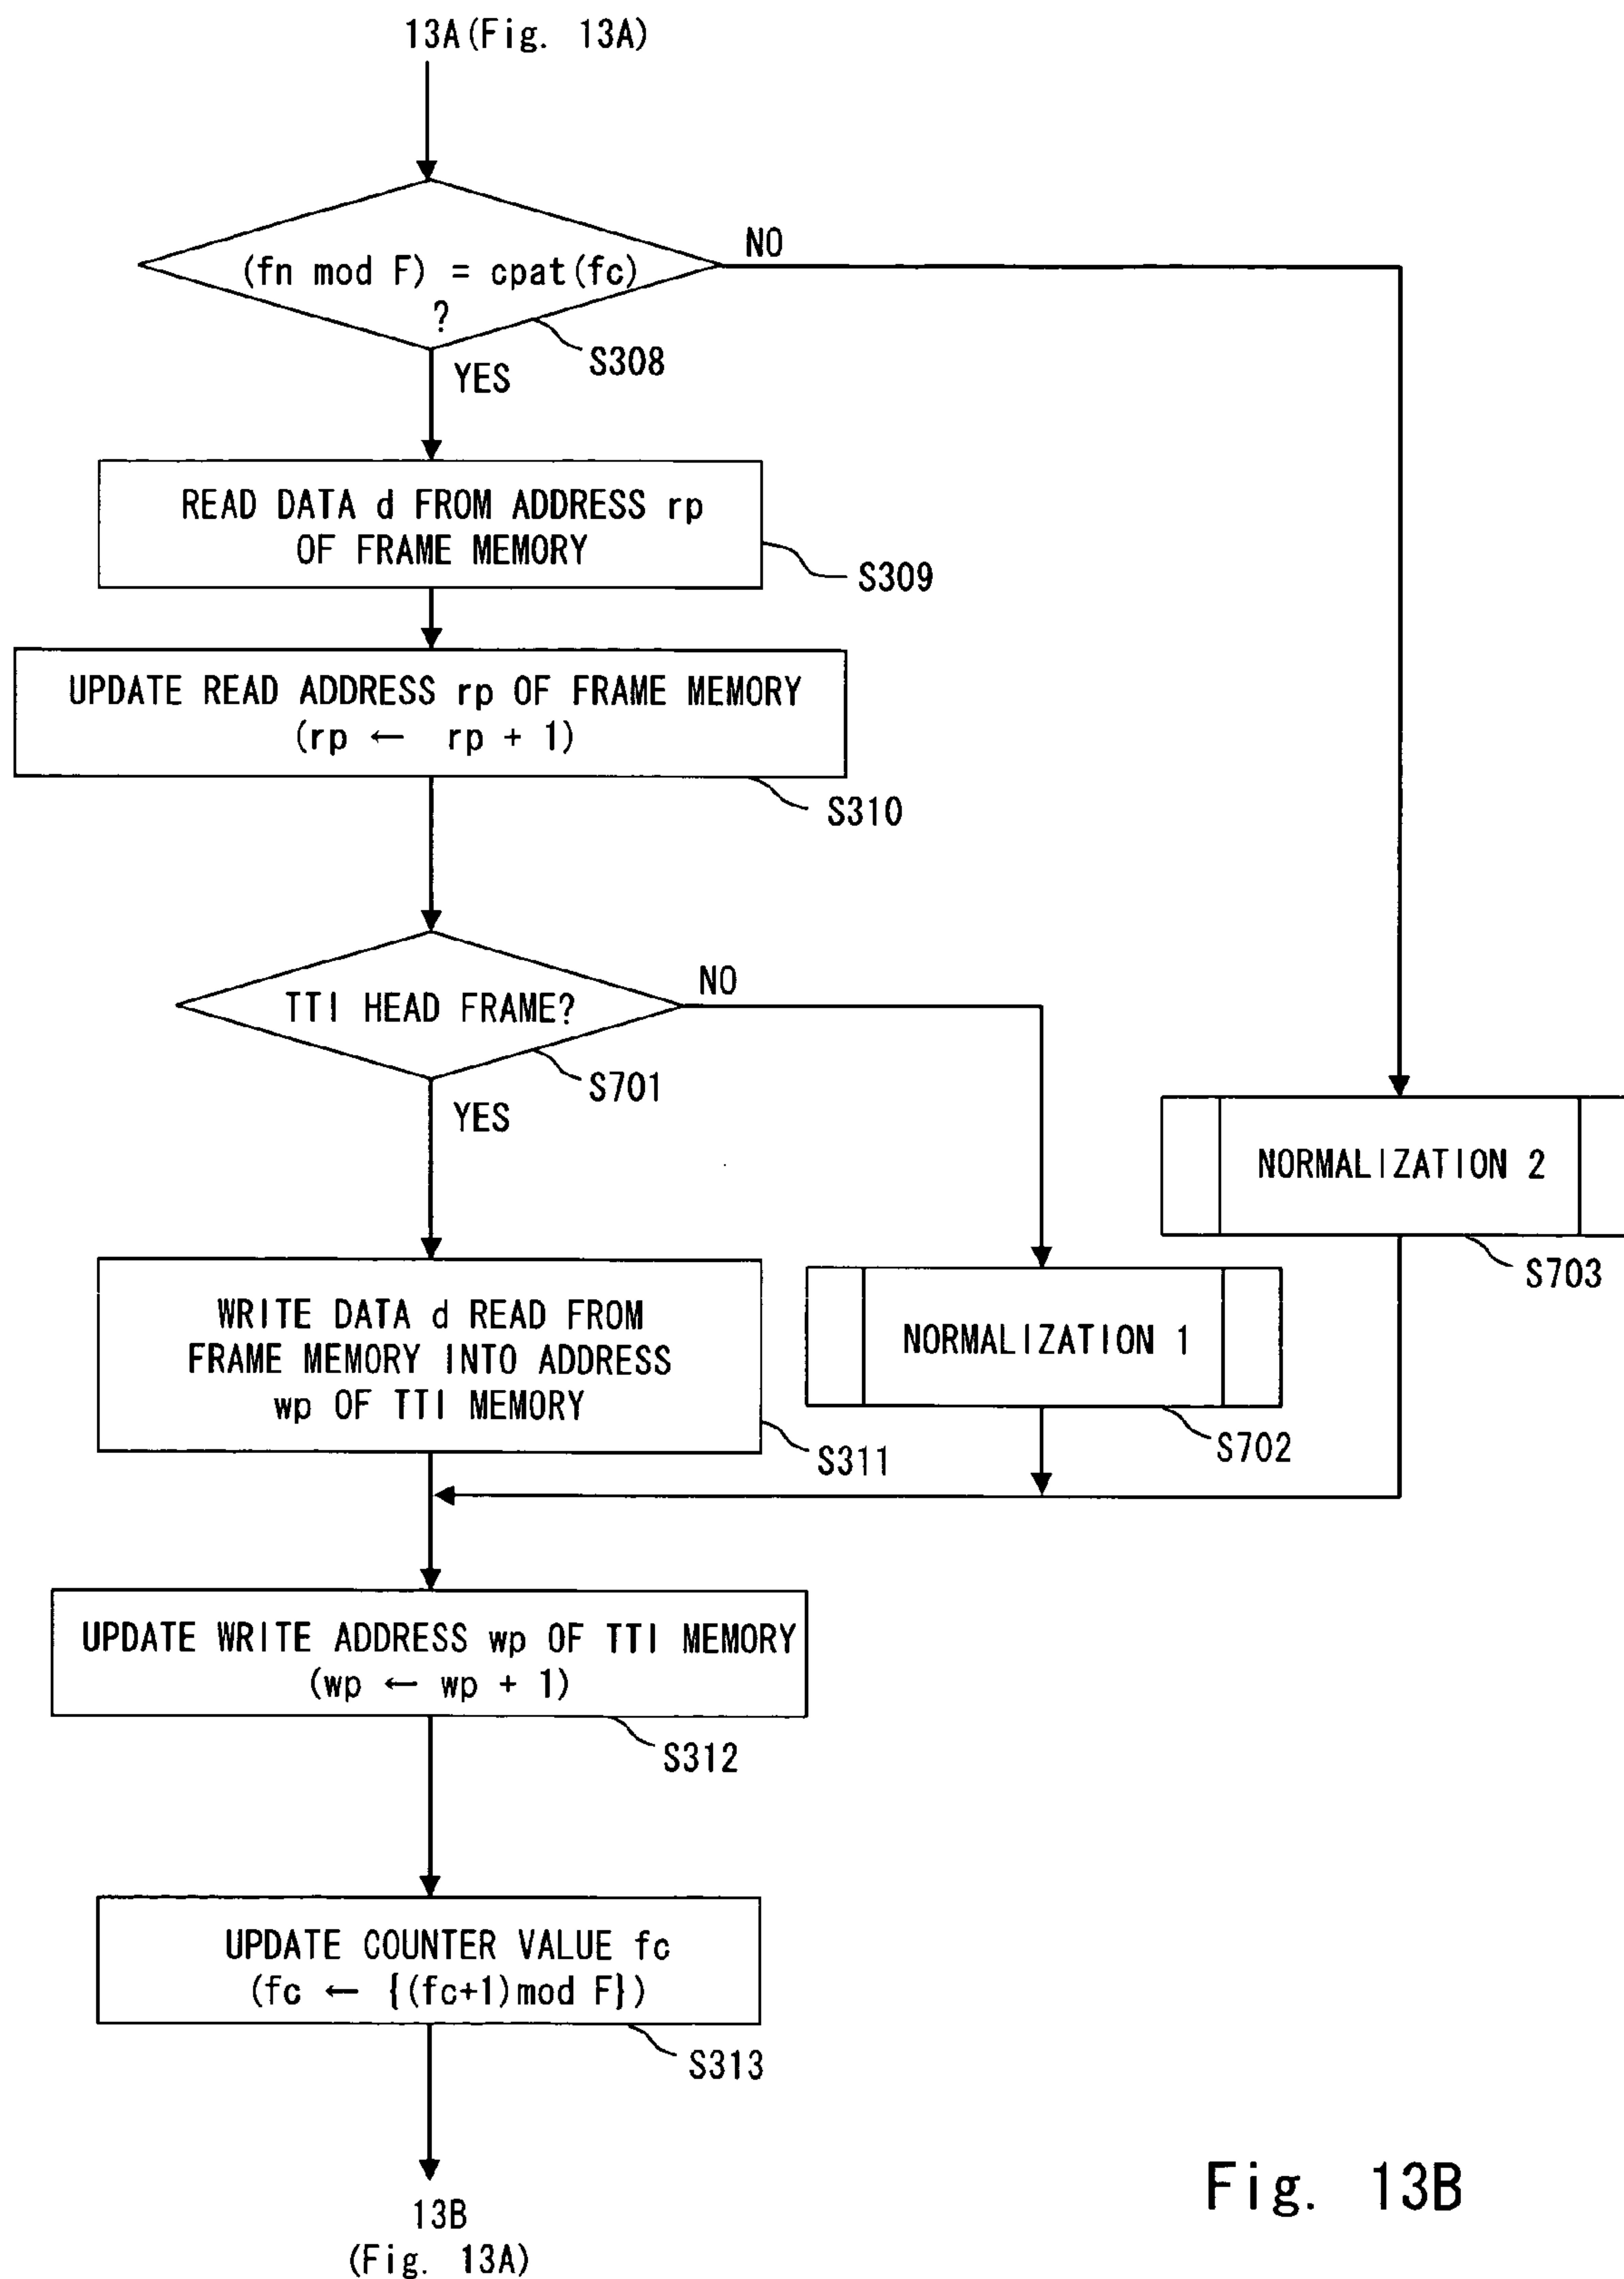 13A(Fig. 13A)
NO
(fn mod F) = cpat(fc)
?
S308
YES
READ DATA d FROM ADDRESS rp
OF FRAME MEMORY
S309
UPDATE READ ADDRESS rp OF FRAME MEMORY
(rp ← rp + 1)
S310
NO
TTI HEAD FRAME?
S701
YES
NORMALIZATION 2
S703
WRITE DATA d READ FROM
FRAME MEMORY INTO ADDRESS
wp OF TTI MEMORY
S311
NORMALIZATION 1
S702
UPDATE WRITE ADDRESS wp OF TTI MEMORY
(wp ← wp + 1)
S312
UPDATE COUNTER VALUE fc
(fc ← {(fc+1)mod F})
S313
13B
(Fig. 13A)
Fig. 13B